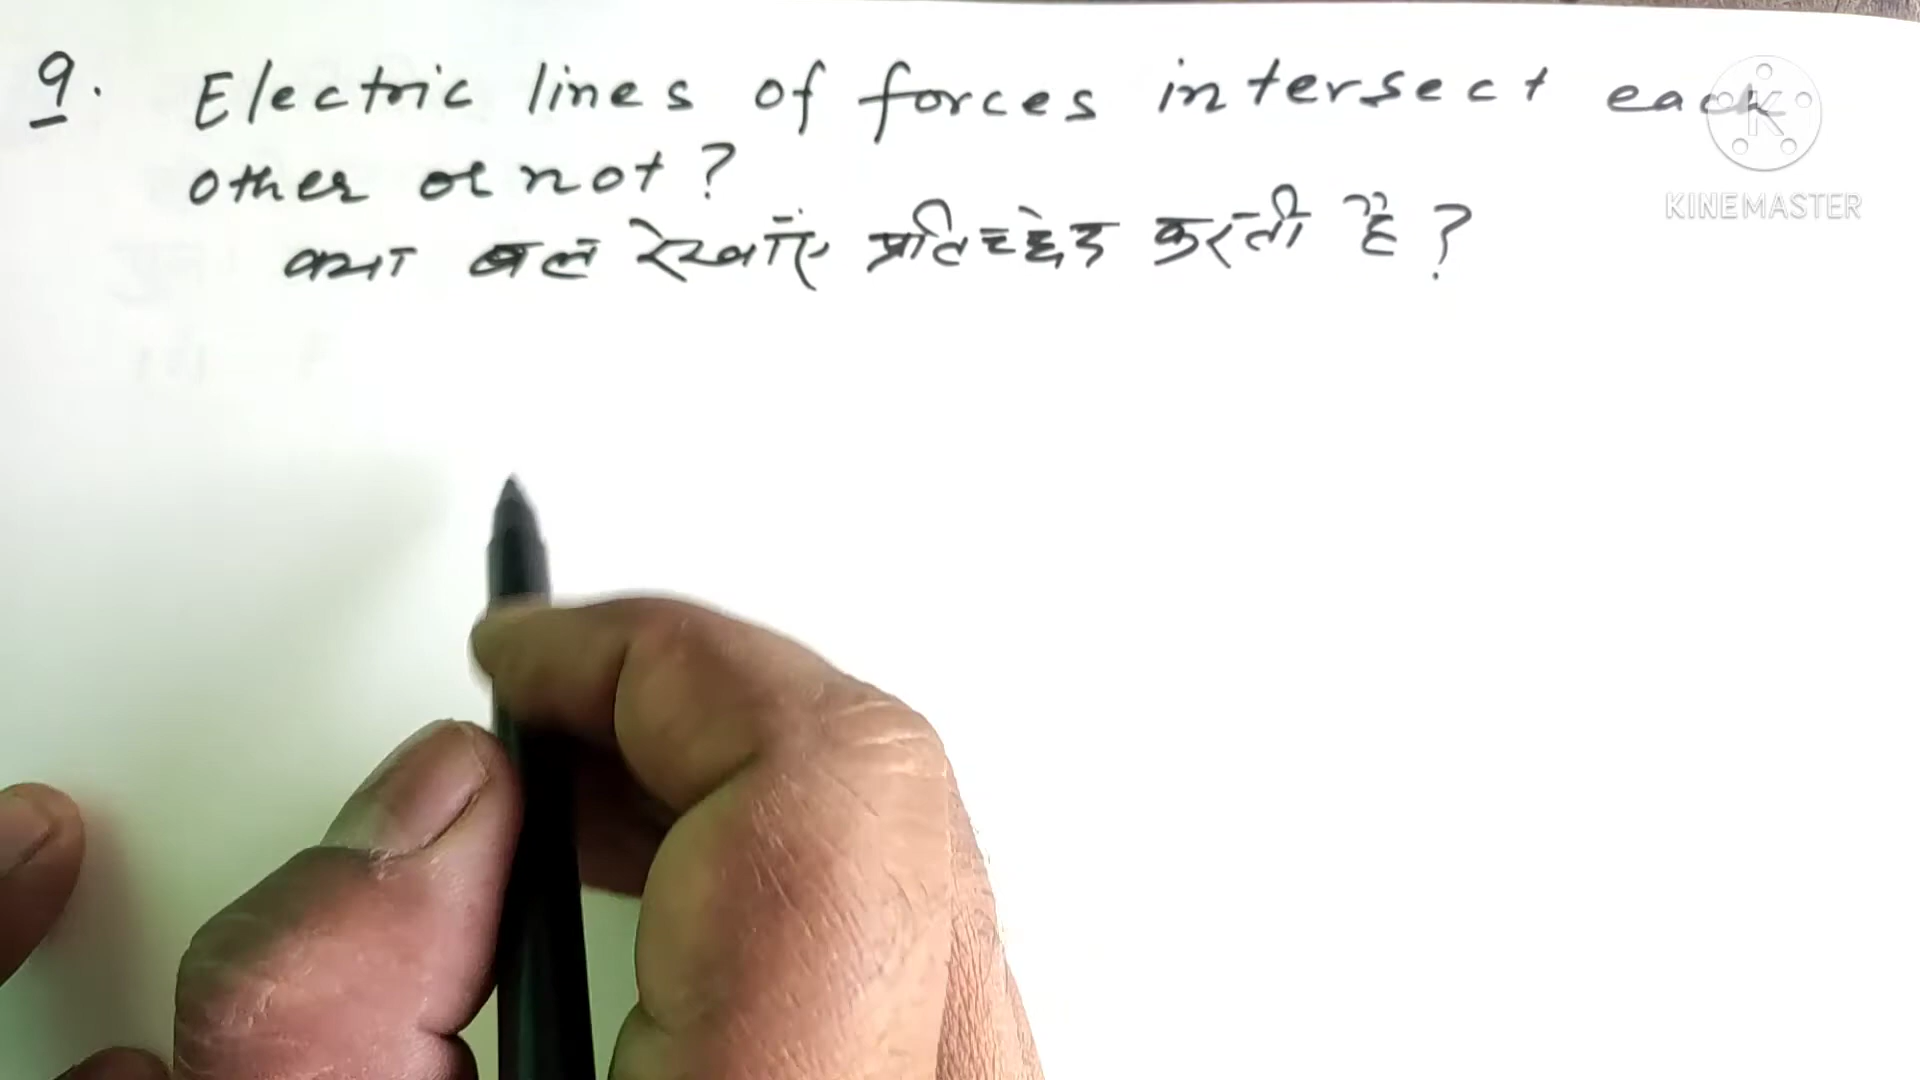 9. Electric lines of forces intersect each
other or not?
क्या बल रेखाएं प्रतिच्छेद करती है ?
KINEMASTER